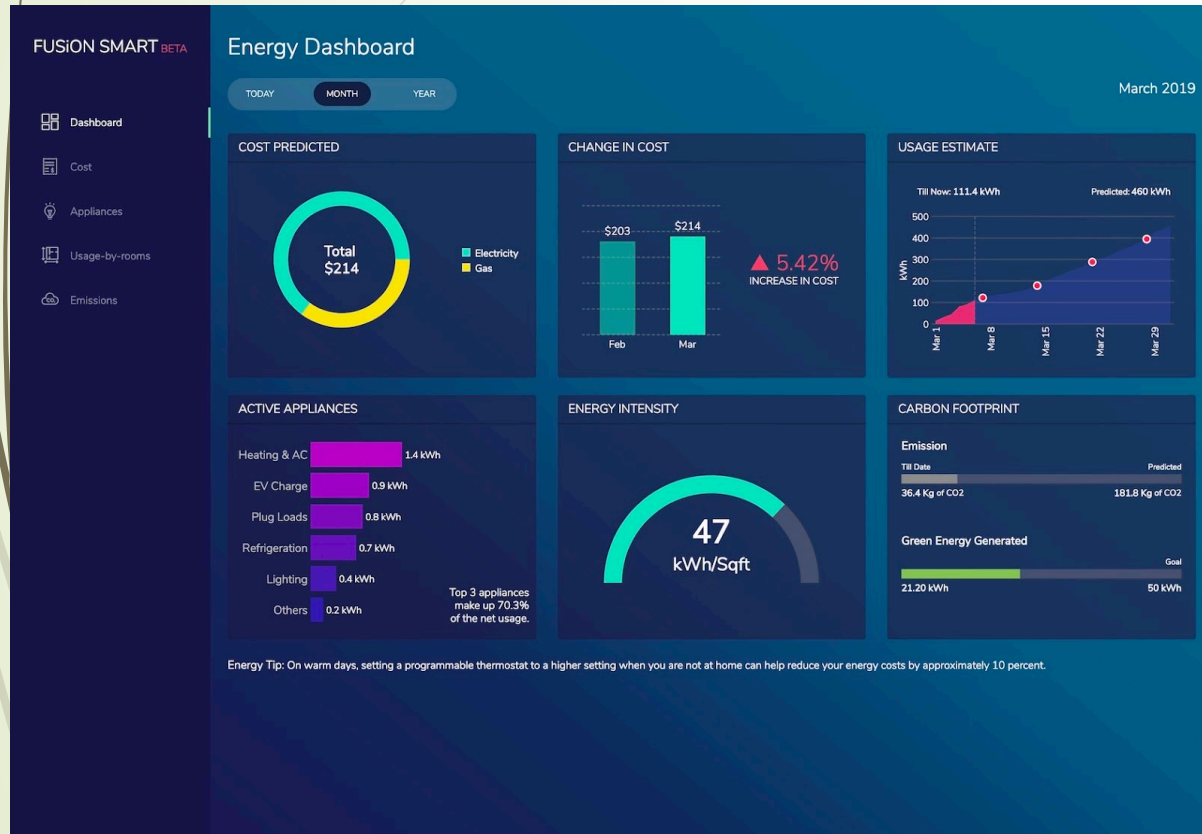 FUSiON SMART BETA
Dashboard
Cost
Appliances
Usage-by-rooms
Emissions
Energy Dashboard
TODAY MONTH YEAR
March 2019
COST PREDICTED
Total
$214
Electricity
Gas
CHANGE IN COST
$203 $214
5.42%
INCREASE IN COST
Feb Mar
USAGE ESTIMATE
Till Now: 111.4 kWh Predicted: 460 kWh
kWh
500
400
300
200
100
0
Mar 1 Mar 8 Mar 15 Mar 22 Mar 29
ACTIVE APPLIANCES
Heating & AC 1.4 kWh
EV Charge 0.9 kWh
Plug Loads 0.8 kWh
Refrigeration 0.7 kWh
Lighting 0.4 kWh
Others 0.2 kWh
Top 3 appliances
make up 70.3%
of the net usage.
ENERGY INTENSITY
47
kWh/Sqft
CARBON FOOTPRINT
Emission
Till Date Predicted
36.4 Kg of CO2 181.8 Kg of CO2
Green Energy Generated
Goal
21.20 kWh 50 kWh
Energy Tip: On warm days, setting a programmable thermostat to a higher setting when you are not at home can help reduce your energy costs by approximately 10 percent.